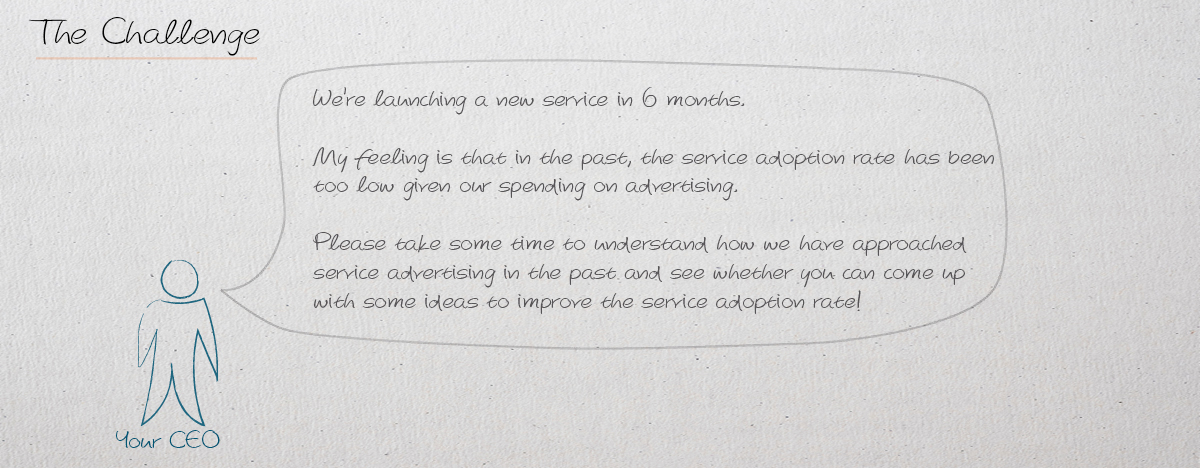 The Challenge
We're launching a new service in 6 months.
My feeling is that in the past, the service adoption rate has been
too low given our spending on advertising.
Please take some time to understand how we have approached
service advertising in the past and see whether you can come up
with some ideas to improve the service adoption rate!
Your CEO